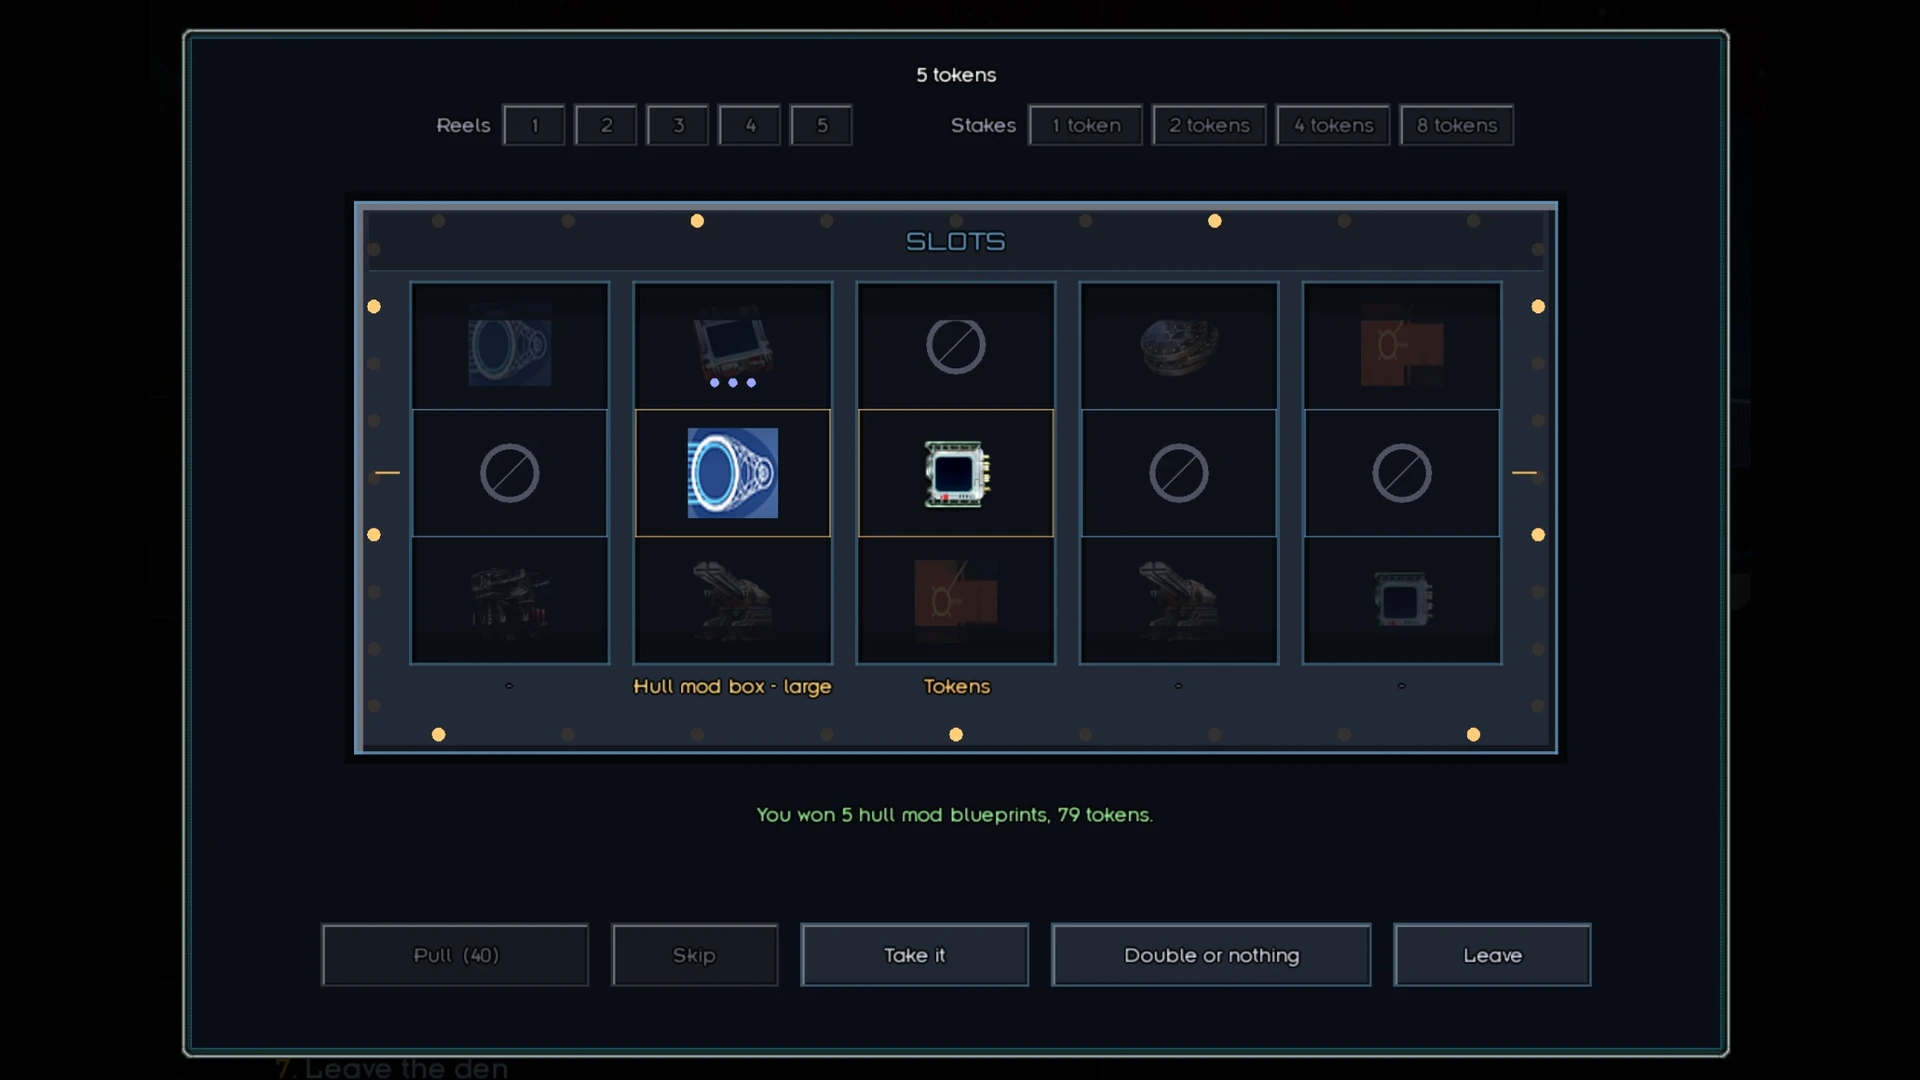 5 tokens
Reels 1 2 3 4 5 Stakes 1 token 2 tokens 4 tokens 8 tokens
SLOTS
- Hull mod box - large Tokens - -
You won 5 hull mod blueprints, 79 tokens.
Pull (40) Skip Take it Double or nothing Leave
7. Leave the den